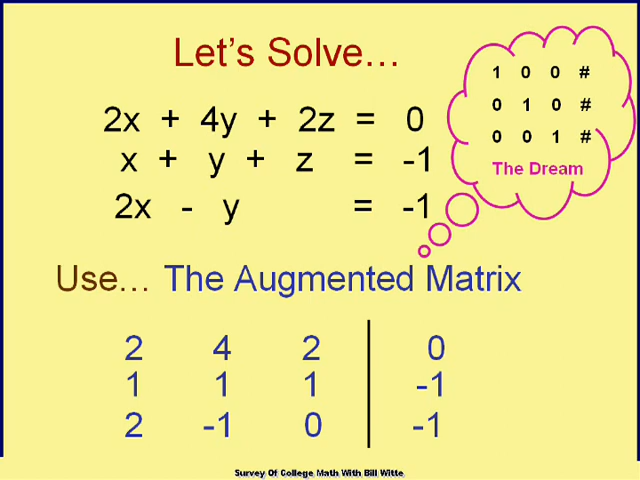 Let's Solve...
1 0 0 #
0 1 0 #
0 0 1 #
The Dream
2x + 4y + 2z = 0
x + y + z = -1
2x - y = -1
Use... The Augmented Matrix
2 4 2 | 0
1 1 1 | -1
2 -1 0 | -1
Survey Of College Math With Bill Witte